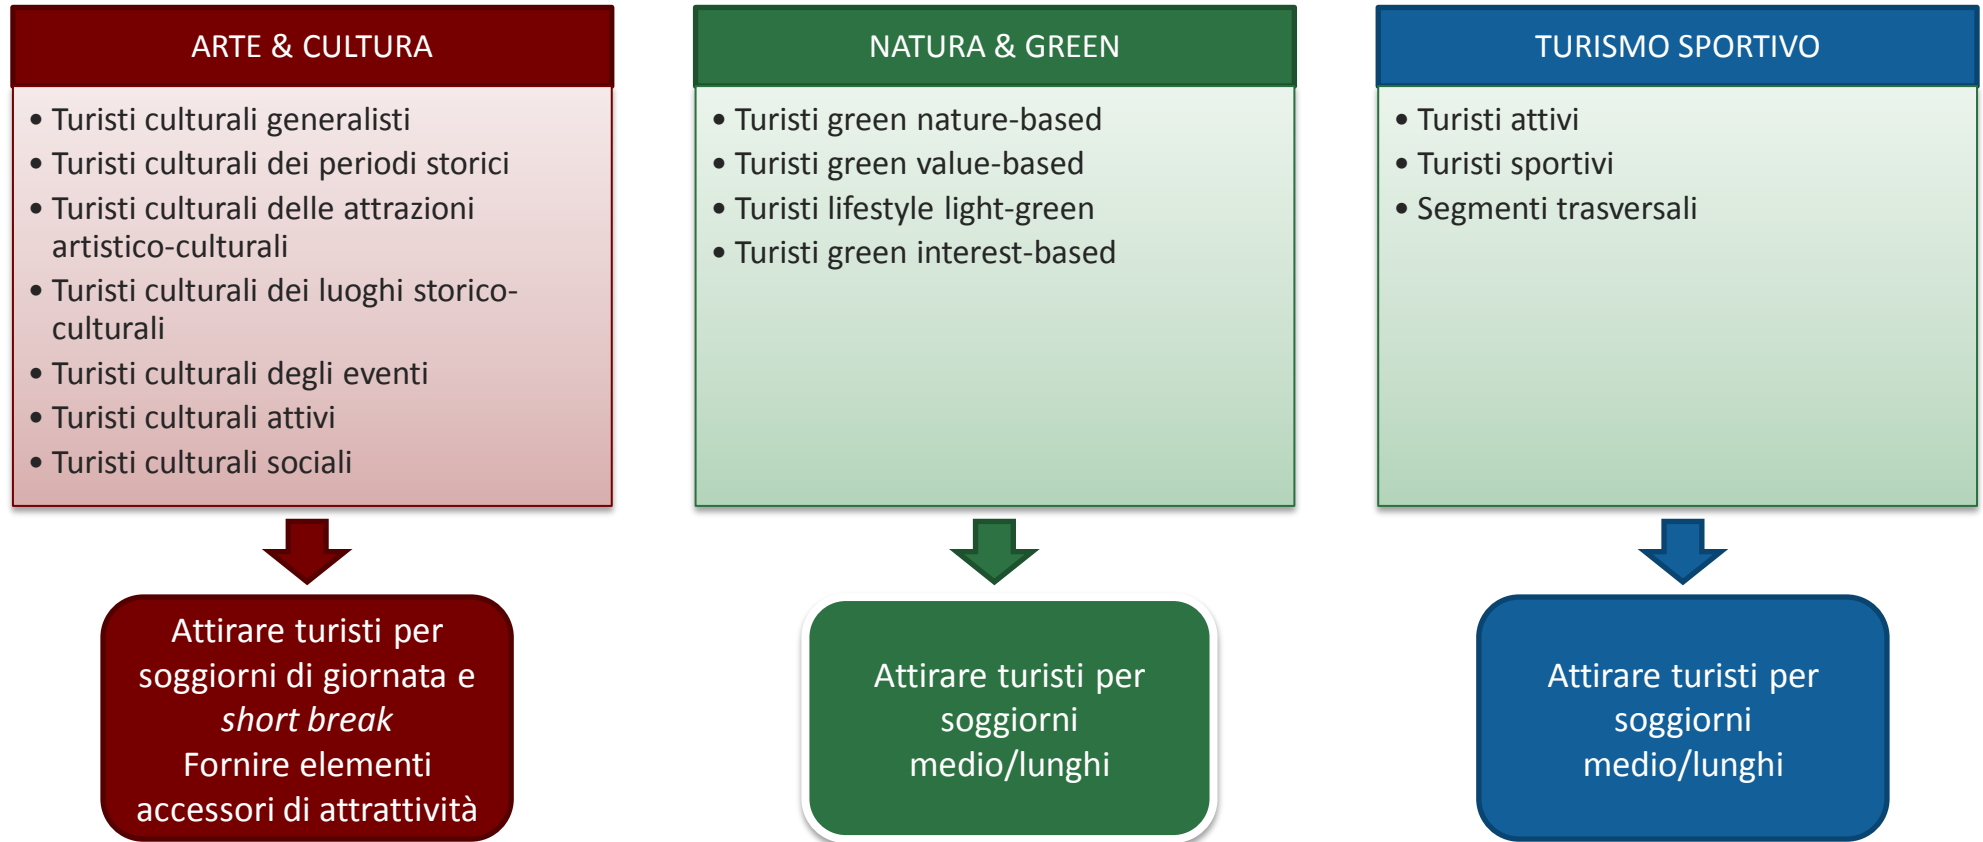 ARTE & CULTURA
• Turisti culturali generalisti
• Turisti culturali dei periodi storici
• Turisti culturali delle attrazioni
artistico-culturali
• Turisti culturali dei luoghi storico-
culturali
• Turisti culturali degli eventi
• Turisti culturali attivi
• Turisti culturali sociali
Attirare turisti per
soggiorni di giornata e
short break
Fornire elementi
accessori di attrattività
NATURA & GREEN
• Turisti green nature-based
• Turisti green value-based
• Turisti lifestyle light-green
• Turisti green interest-based
Attirare turisti per
soggiorni
medio/lunghi
TURISMO SPORTIVO
• Turisti attivi
• Turisti sportivi
• Segmenti trasversali
Attirare turisti per
soggiorni
medio/lunghi